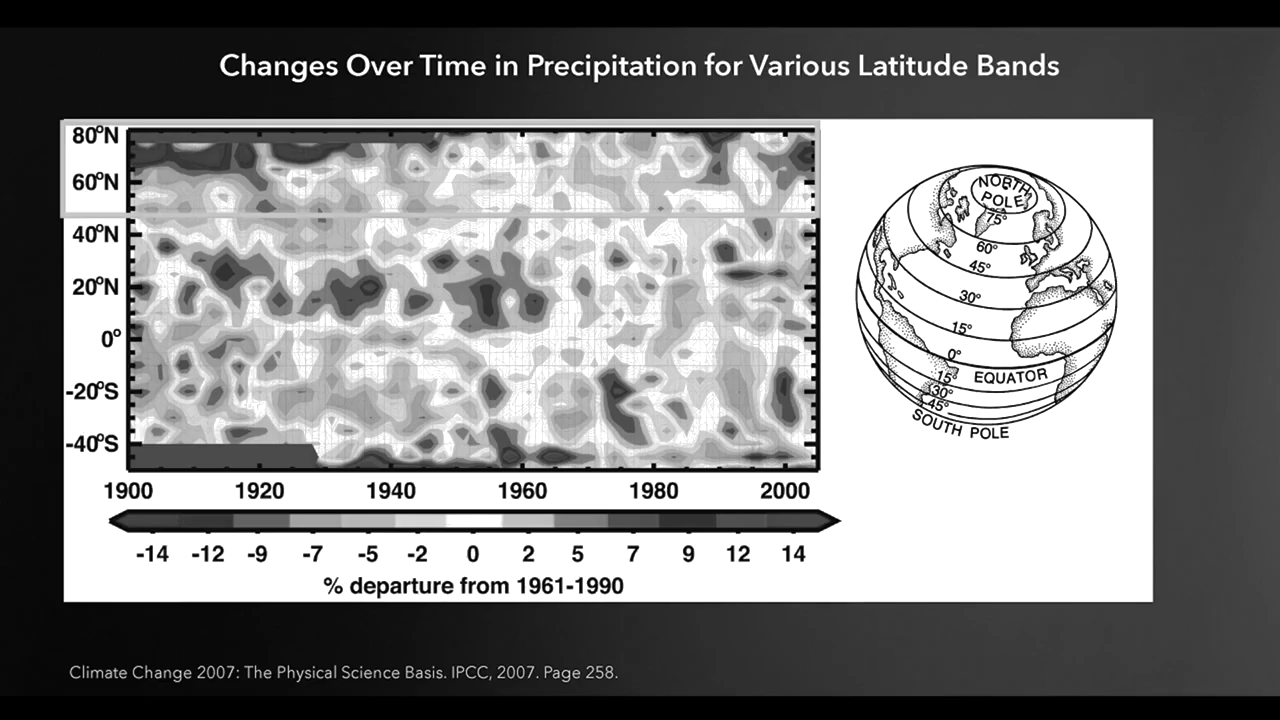 Changes Over Time in Precipitation for Various Latitude Bands
80°N
60°N
40°N
20°N
0°
-20°S
-40°S
1900 1920 1940 1960 1980 2000
-14 -12 -9 -7 -5 -2 0 2 5 7 9 12 14
% departure from 1961-1990
NORTH
POLE
75°
60°
45°
30°
15°
0°
EQUATOR
15°
30°
45°
SOUTH POLE
Climate Change 2007: The Physical Science Basis. IPCC, 2007. Page 258.